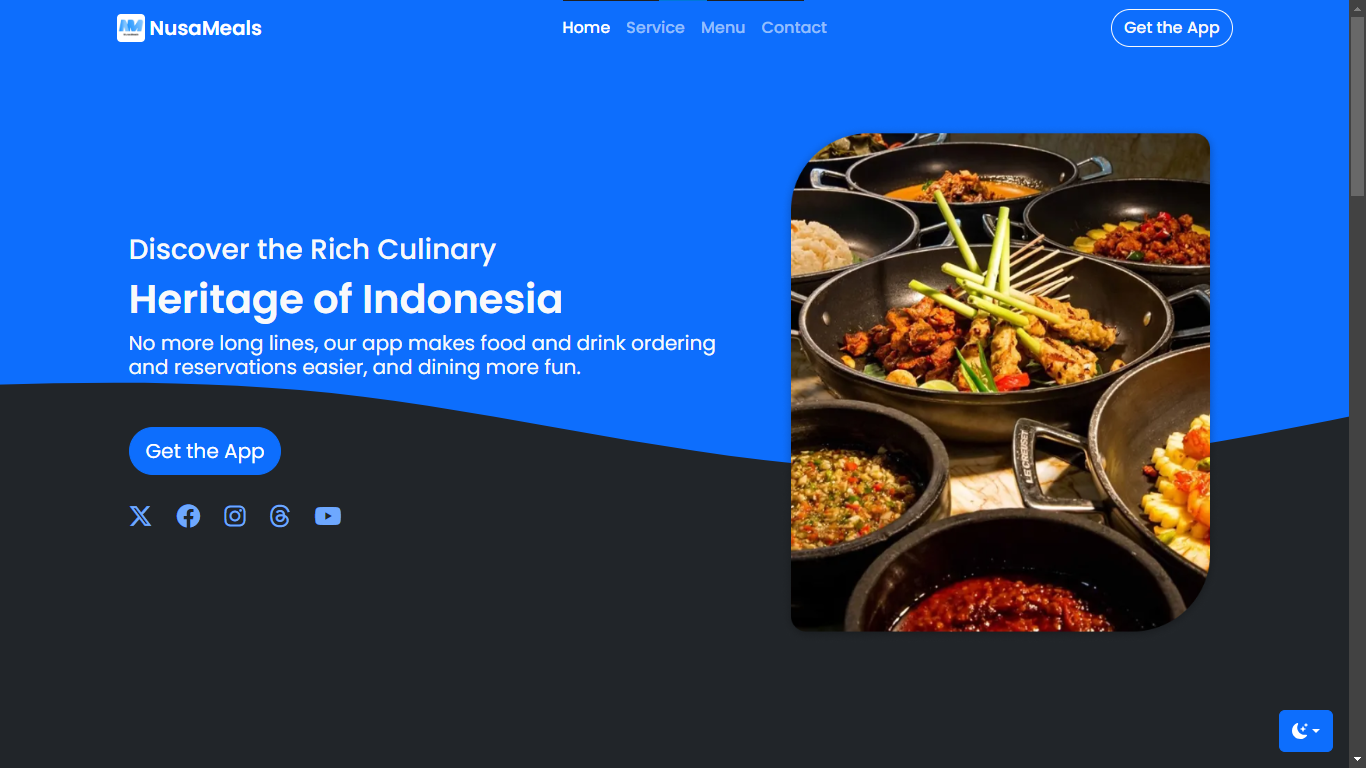 NM NusaMeals
Home Service Menu Contact
Get the App
Discover the Rich Culinary
Heritage of Indonesia
No more long lines, our app makes food and drink ordering
and reservations easier, and dining more fun.
Get the App
LE CREUSET